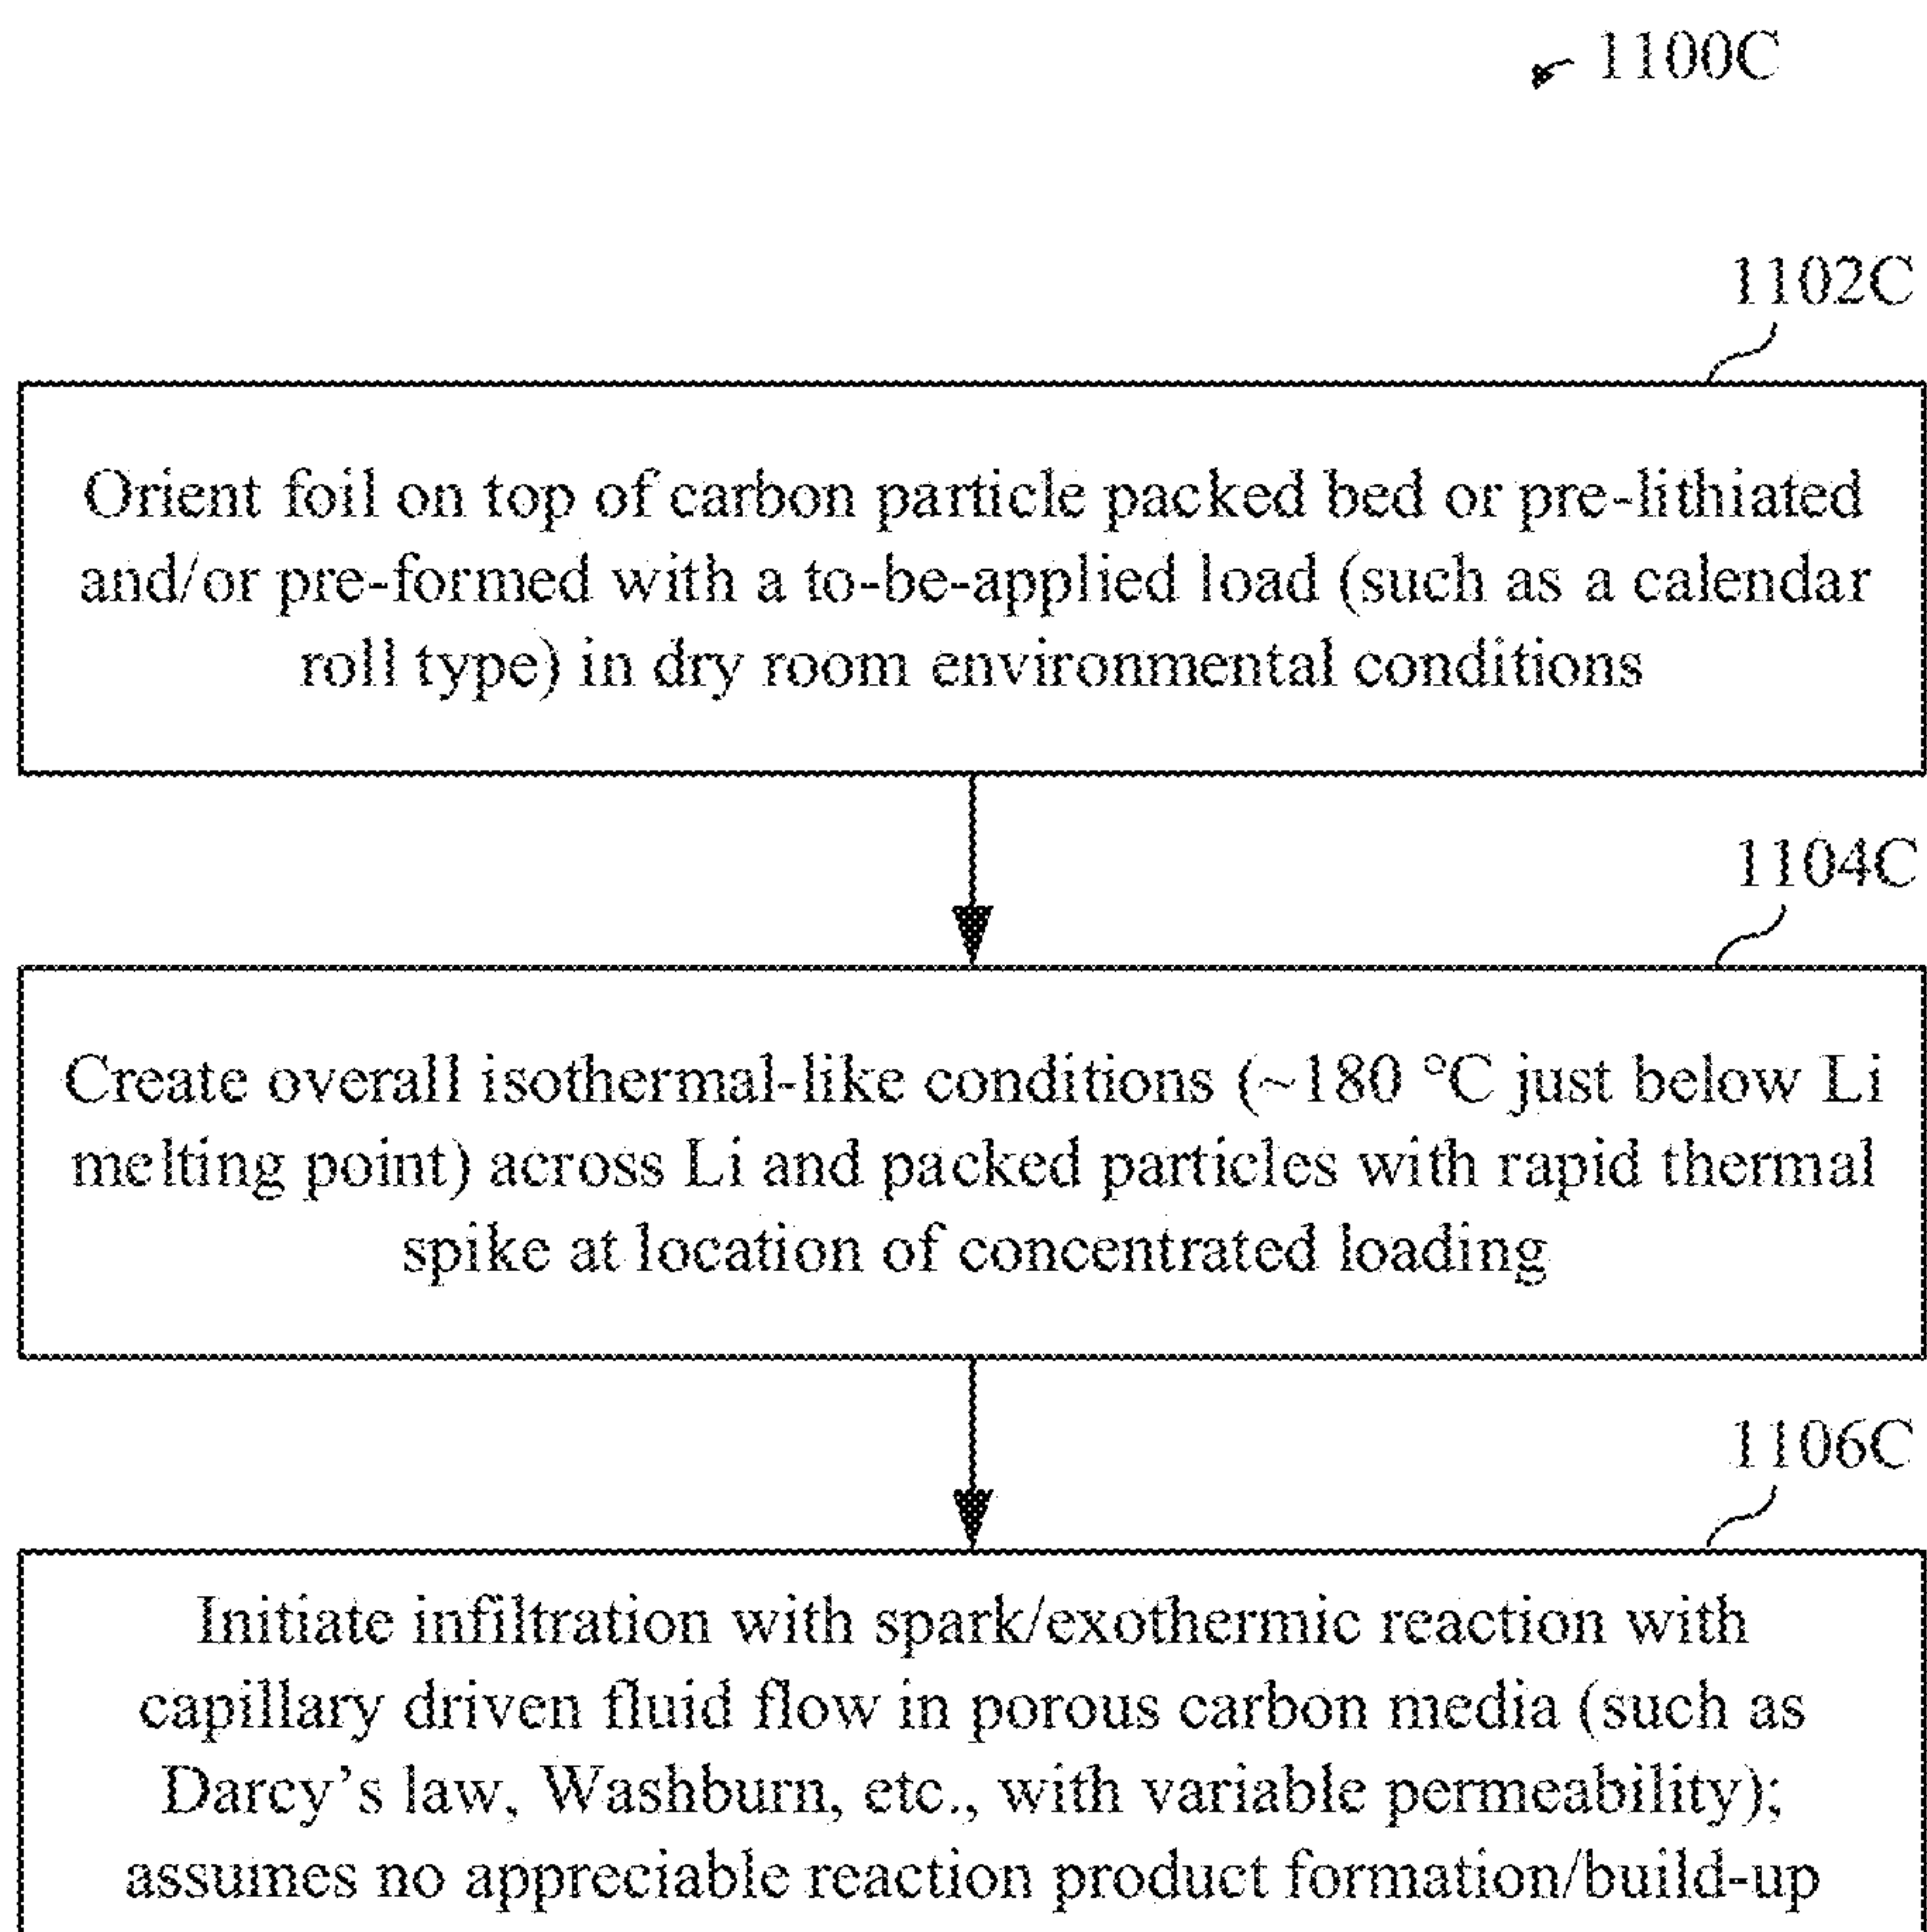 1100C
1102C
Orient foil on top of carbon particle packed bed or pre-lithiated
and/or pre-formed with a to-be-applied load (such as a calendar
roll type) in dry room environmental conditions
1104C
Create overall isothermal-like conditions (~180 °C just below Li
melting point) across Li and packed particles with rapid thermal
spike at location of concentrated loading
1106C
Initiate infiltration with spark/exothermic reaction with
capillary driven fluid flow in porous carbon media (such as
Darcy's law, Washburn, etc., with variable permeability);
assumes no appreciable reaction product formation/build-up